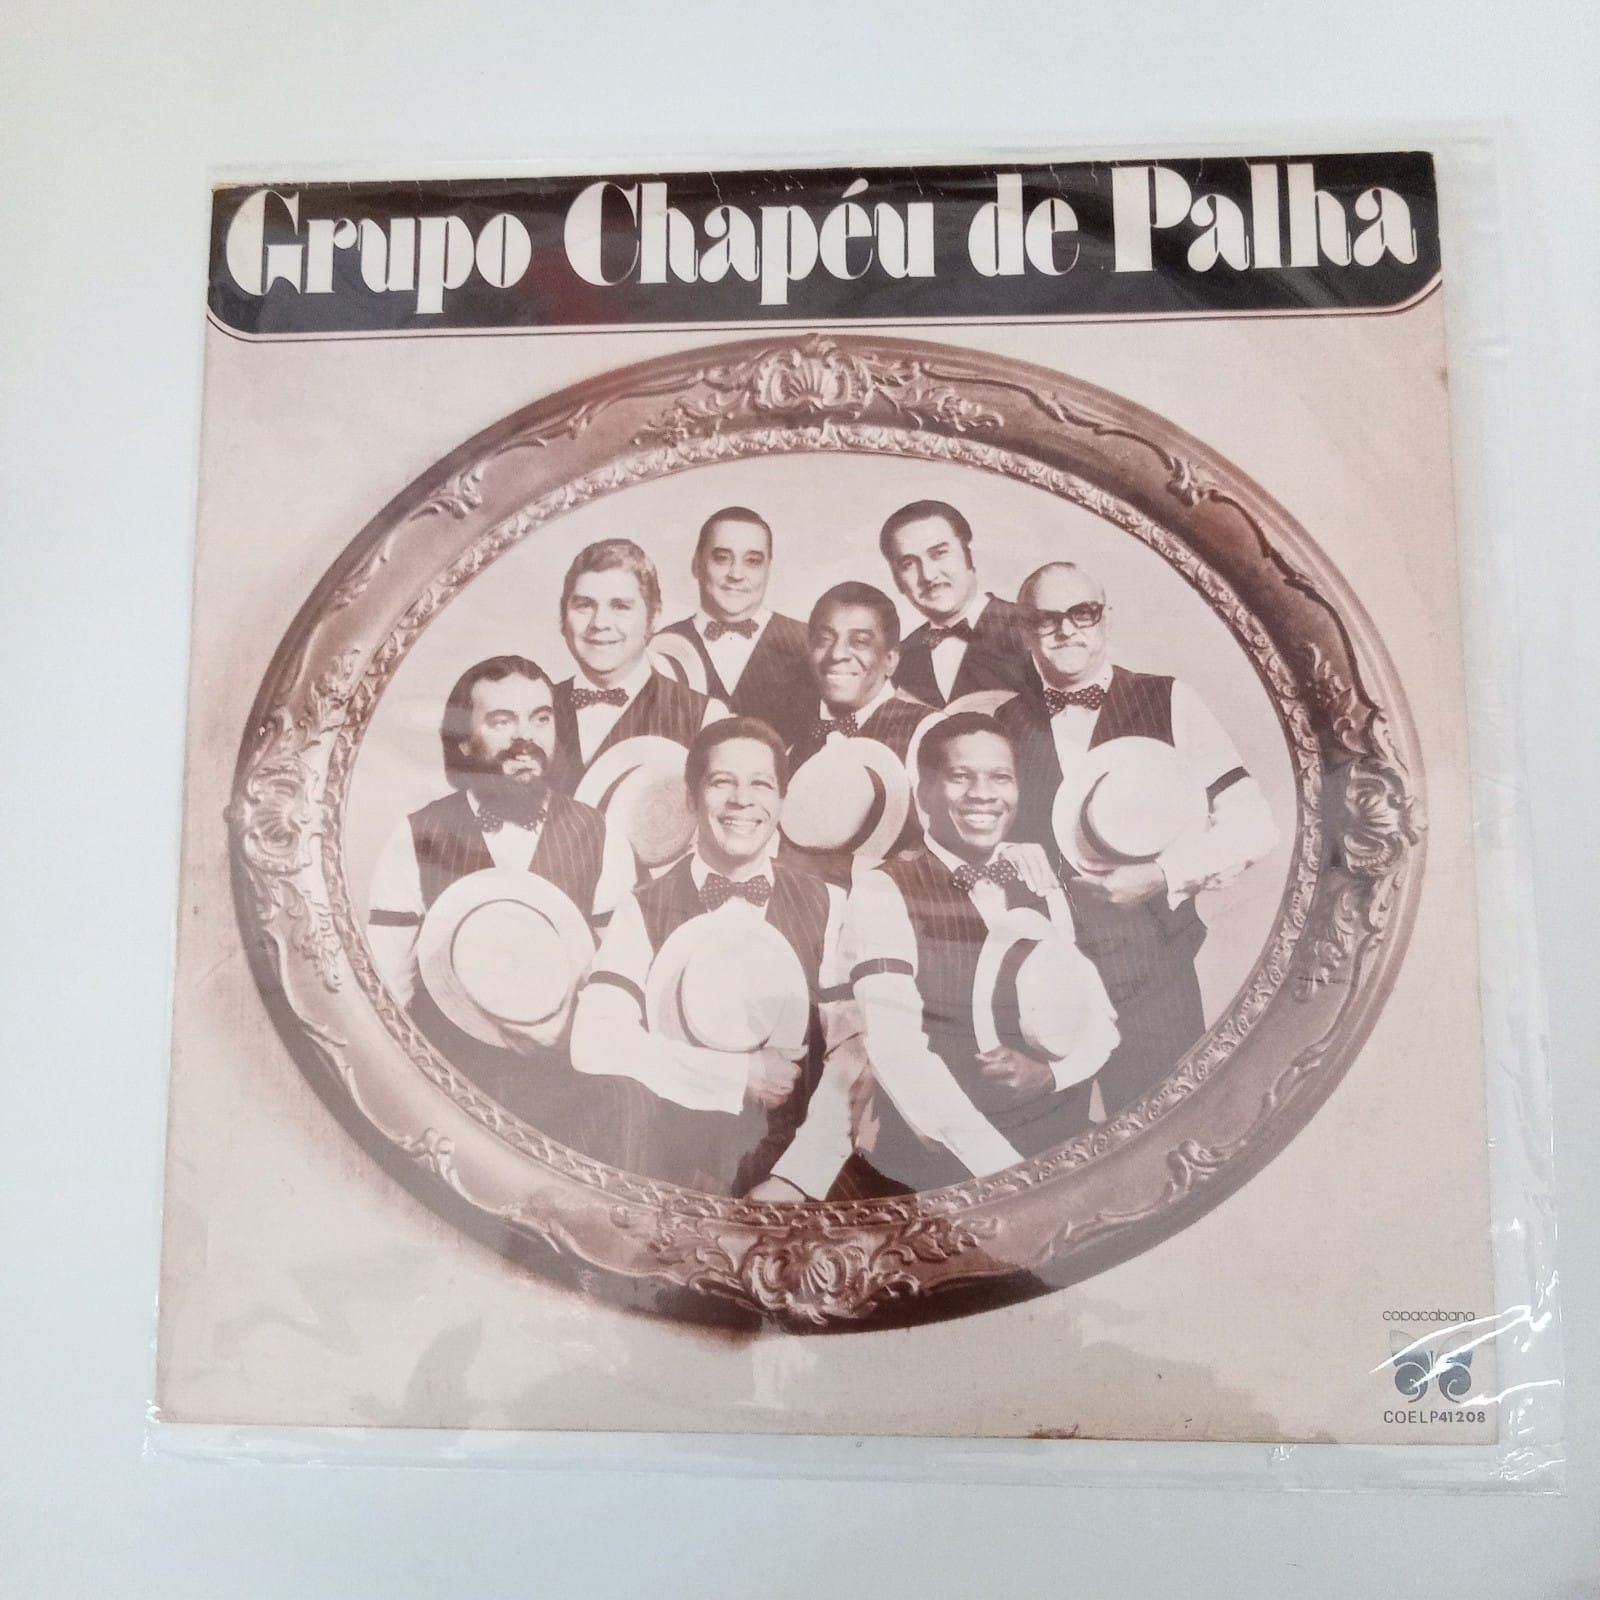 Grupo Chapéu de Palha
copacabana
COELP41208